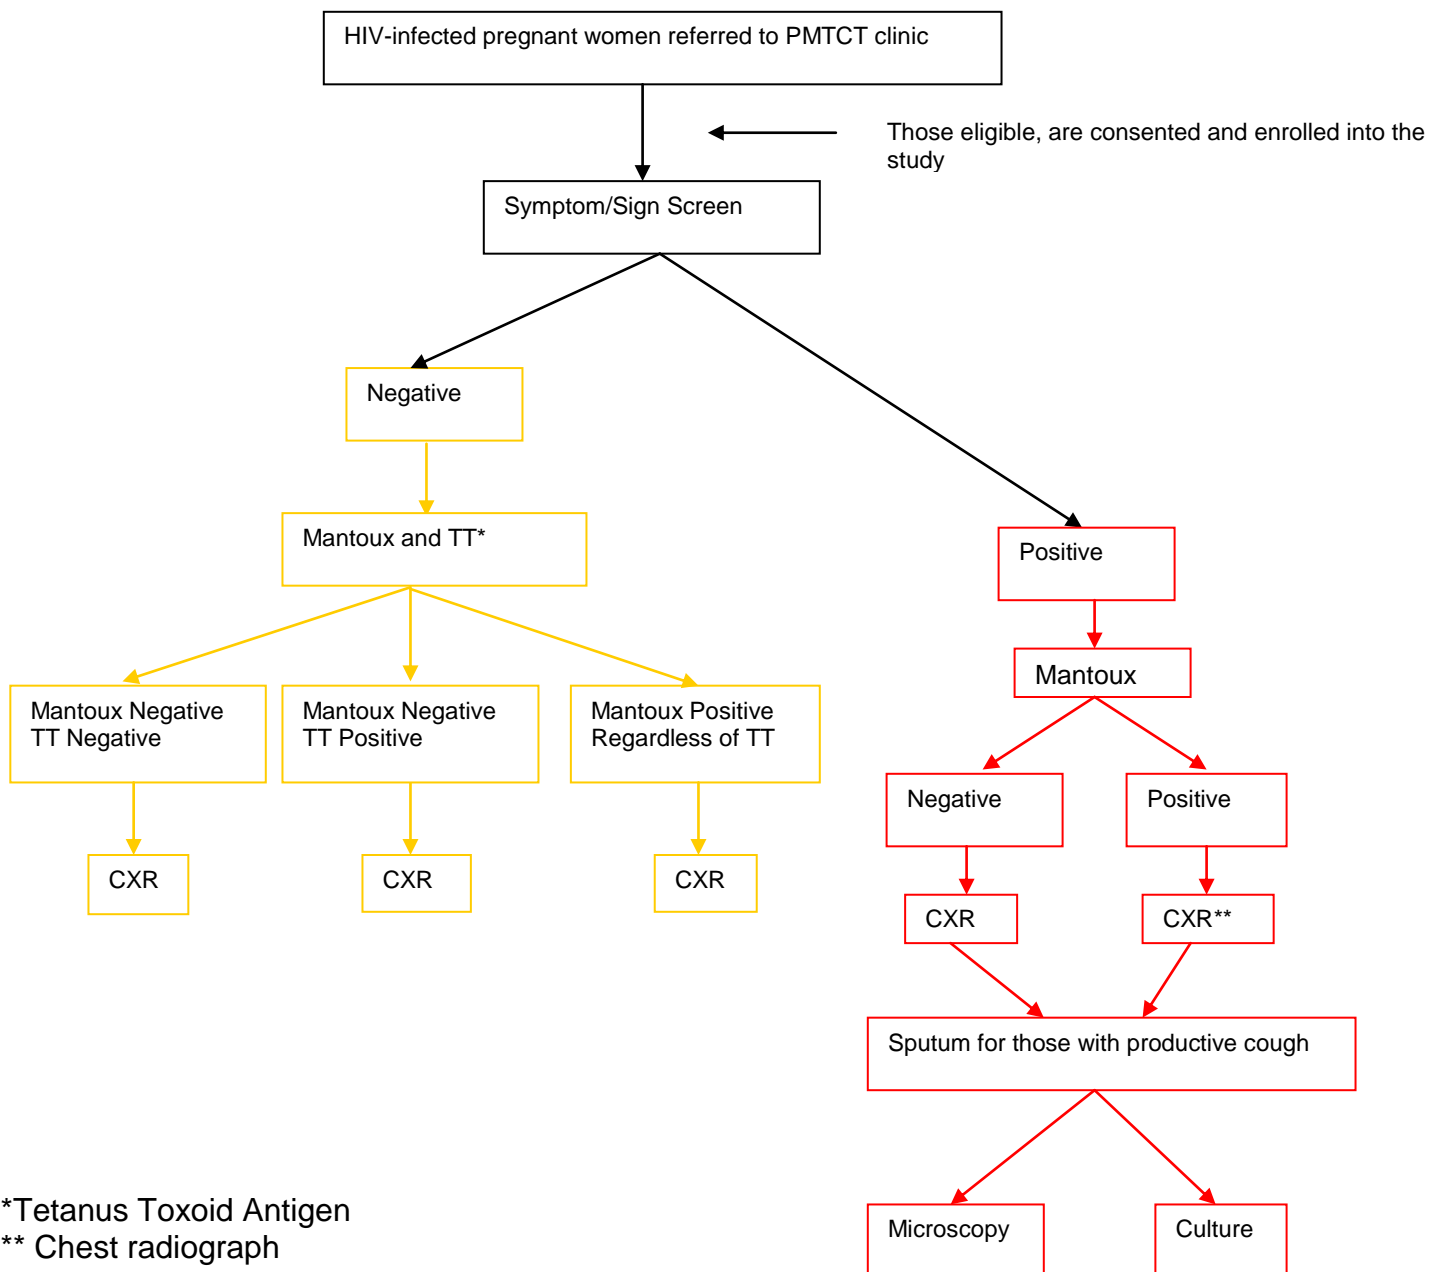 HIV-infected pregnant women referred to PMTCT clinic
Those eligible, are consented and enrolled into the
study
Symptom/Sign Screen
Negative
Mantoux and TT*
Positive
Mantoux
Mantoux Negative
TT Negative
Mantoux Negative
TT Positive
Mantoux Positive
Regardless of TT
Negative
Positive
CXR
CXR
CXR
CXR
CXR**
Sputum for those with productive cough
Microscopy
Culture
*Tetanus Toxoid Antigen
** Chest radiograph